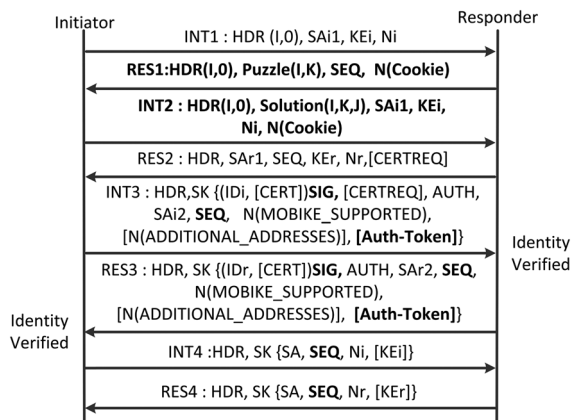 Initiator
Responder
INT1 : HDR (I,0), SAi1, KEi, Ni
RES1:HDR(I,0), Puzzle(I,K), SEQ, N(Cookie)
INT2 : HDR(I,0), Solution(I,K,J), SAi1, KEi,
Ni, N(Cookie)
RES2 : HDR, SAr1, SEQ, KEr, Nr,[CERTREQ]
INT3 : HDR,SK {(IDi, [CERT])SIG, [CERTREQ], AUTH,
SAi2, SEQ, N(MOBIKE_SUPPORTED),
[N(ADDITIONAL_ADDRESSES)], [Auth-Token]}
Identity
Verified
RES3 : HDR, SK {(IDr, [CERT])SIG, AUTH, SAr2, SEQ,
N(MOBIKE_SUPPORTED),
[N(ADDITIONAL_ADDRESSES)], [Auth-Token]}
Identity
Verified
INT4 :HDR, SK {SA, SEQ, Ni, [KEi]}
RES4 : HDR, SK {SA, SEQ, Nr, [KEr]}